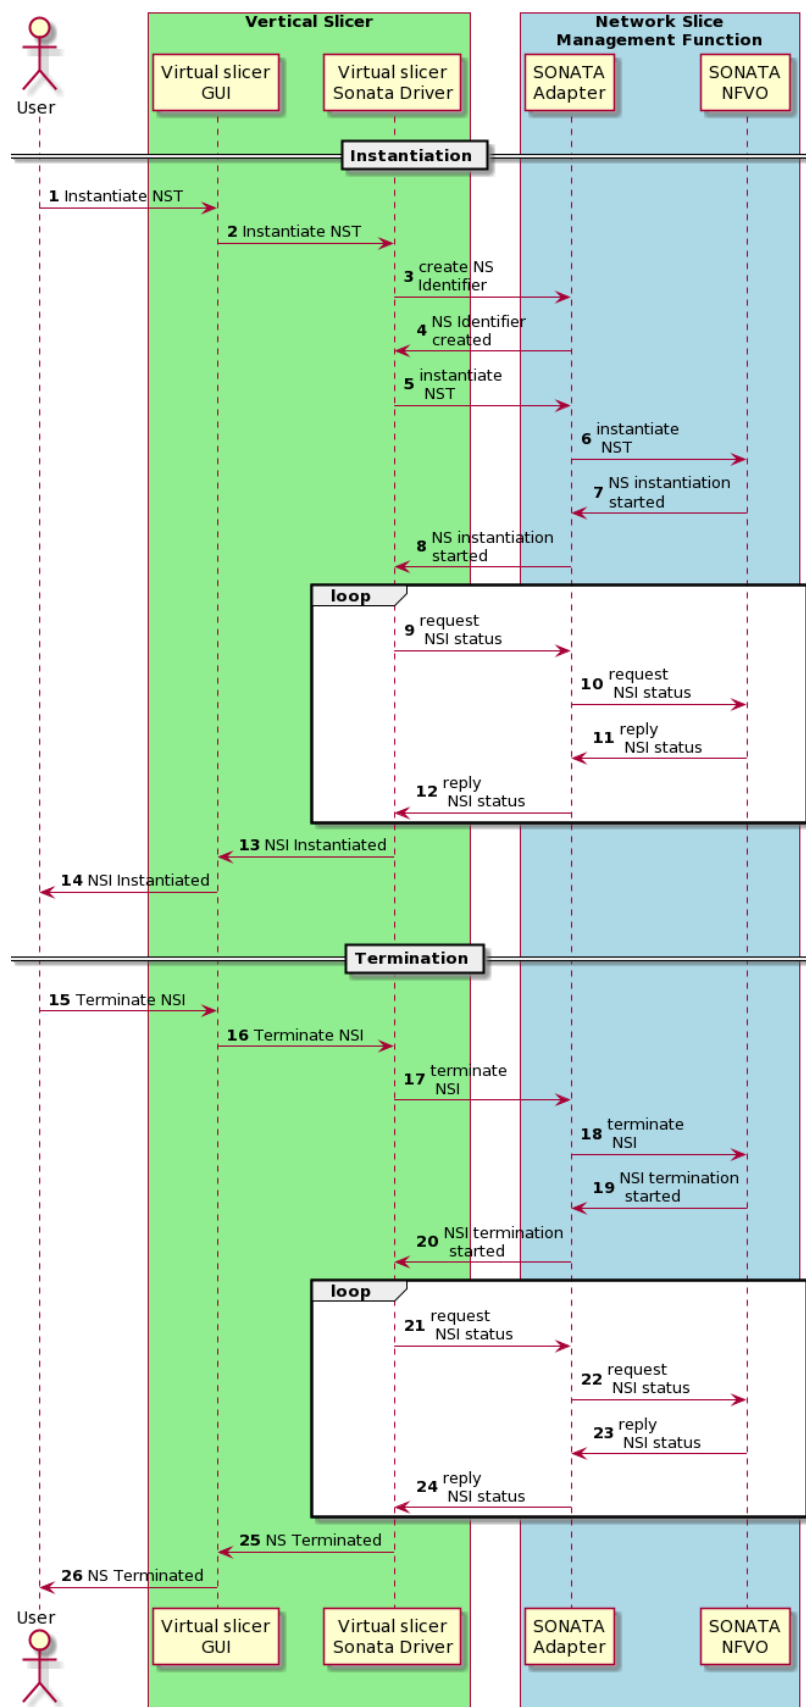 Vertical Slicer
Network Slice
Management Function
User
Virtual slicer
GUI
Virtual slicer
Sonata Driver
SONATA
Adapter
SONATA
NFVO
Instantiation
1 Instantiate NST
2 Instantiate NST
3 create NS
Identifier
4 NS Identifier
created
5 instantiate
NST
6 instantiate
NST
7 NS instantiation
started
8 NS instantiation
started
loop
9 request
NSI status
10 request
NSI status
11 reply
NSI status
12 reply
NSI status
13 NSI Instantiated
14 NSI Instantiated
Termination
15 Terminate NSI
16 Terminate NSI
17 terminate
NSI
18 terminate
NSI
19 NSI termination
started
20 NSI termination
started
loop
21 request
NSI status
22 request
NSI status
23 reply
NSI status
24 reply
NSI status
25 NS Terminated
26 NS Terminated
User
Virtual slicer
GUI
Virtual slicer
Sonata Driver
SONATA
Adapter
SONATA
NFVO